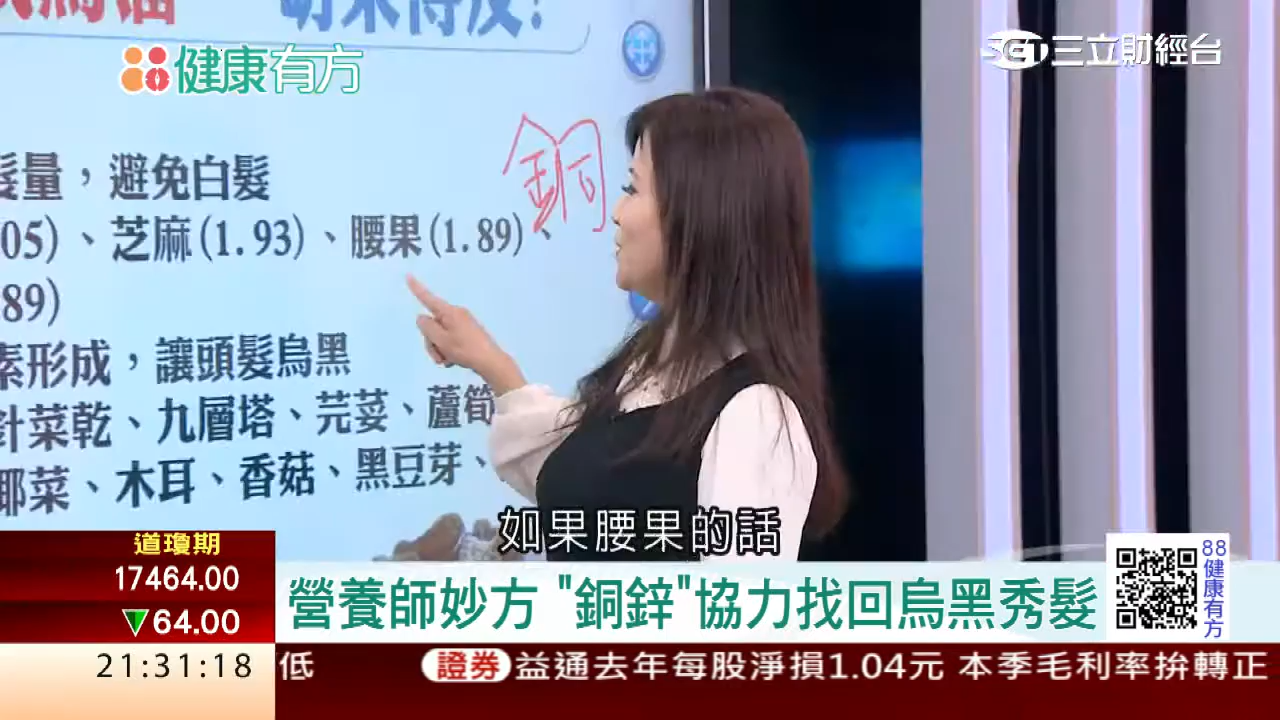 健康有方
SET三立財經台
銅
髮量，避免白髮
05)、芝麻(1.93)、腰果(1.89)、
89)
素形成，讓頭髮烏黑
針菜乾、九層塔、芫荽、蘆筍
椰菜、木耳、香菇、黑豆芽、
如果腰果的話
道瓊期
17464.00
▼64.00
營養師妙方 "銅鋅"協力找回烏黑秀髮
88健康有方
21:31:18
低 證券 益通去年每股淨損1.04元 本季毛利率拚轉正